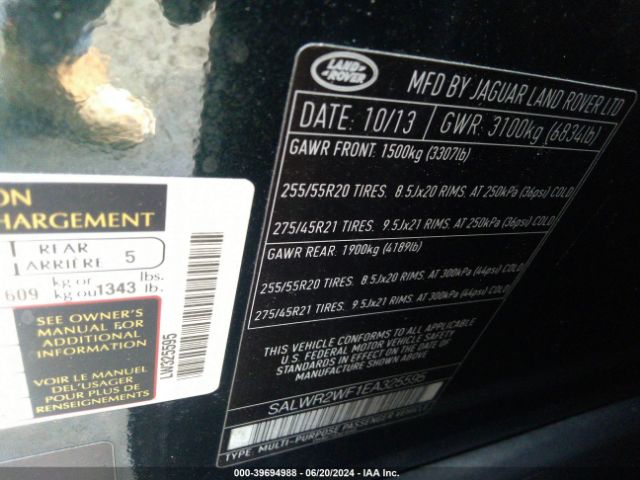 LAND ROVER
MFD BY JAGUAR LAND ROVER LTD
DATE: 10/13 GWR: 3100kg (6834lb)
GAWR FRONT: 1500kg (3307lb)
255/55R20 TIRES. 8.5Jx20 RIMS. AT 250kPa (36psi) COLD
275/45R21 TIRES. 9.5Jx21 RIMS. AT 250kPa (36psi) COLD
GAWR REAR: 1900kg (4189lb)
255/55R20 TIRES. 8.5Jx20 RIMS. AT 300kPa (44psi) COLD
275/45R21 TIRES. 9.5Jx21 RIMS. AT 300kPa (44psi) COLD
THIS VEHICLE CONFORMS TO ALL APPLICABLE
U.S. FEDERAL MOTOR VEHICLE SAFETY
STANDARDS IN EFFECT ON THE DATE OF
MANUFACTURE SHOWN ABOVE.
SALWR2WF1EA325595
TYPE: MULTI-PURPOSE PASSENGER VEHICLE
ON
HARGEMENT
REAR
ARRIÈRE 5
609 kg or
kg ou 1343 lbs.
lb.
SEE OWNER'S
MANUAL FOR
ADDITIONAL
INFORMATION
VOIR LE MANUEL
DE L'USAGER
POUR PLUS DE
RENSEIGNEMENTS
LW325595
000-39694988 - 06/20/2024 - IAA Inc.